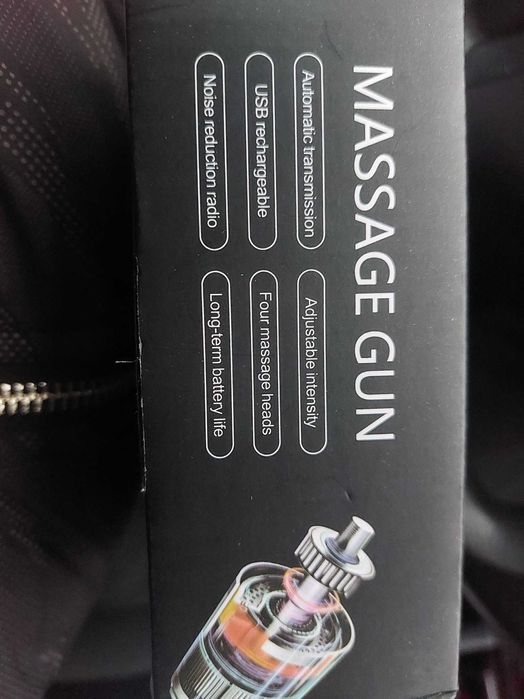 MASSAGE GUN
Automatic transmission
Adjustable intensity
USB rechargeable
Four massage heads
Noise reduction radio
Long-term battery life